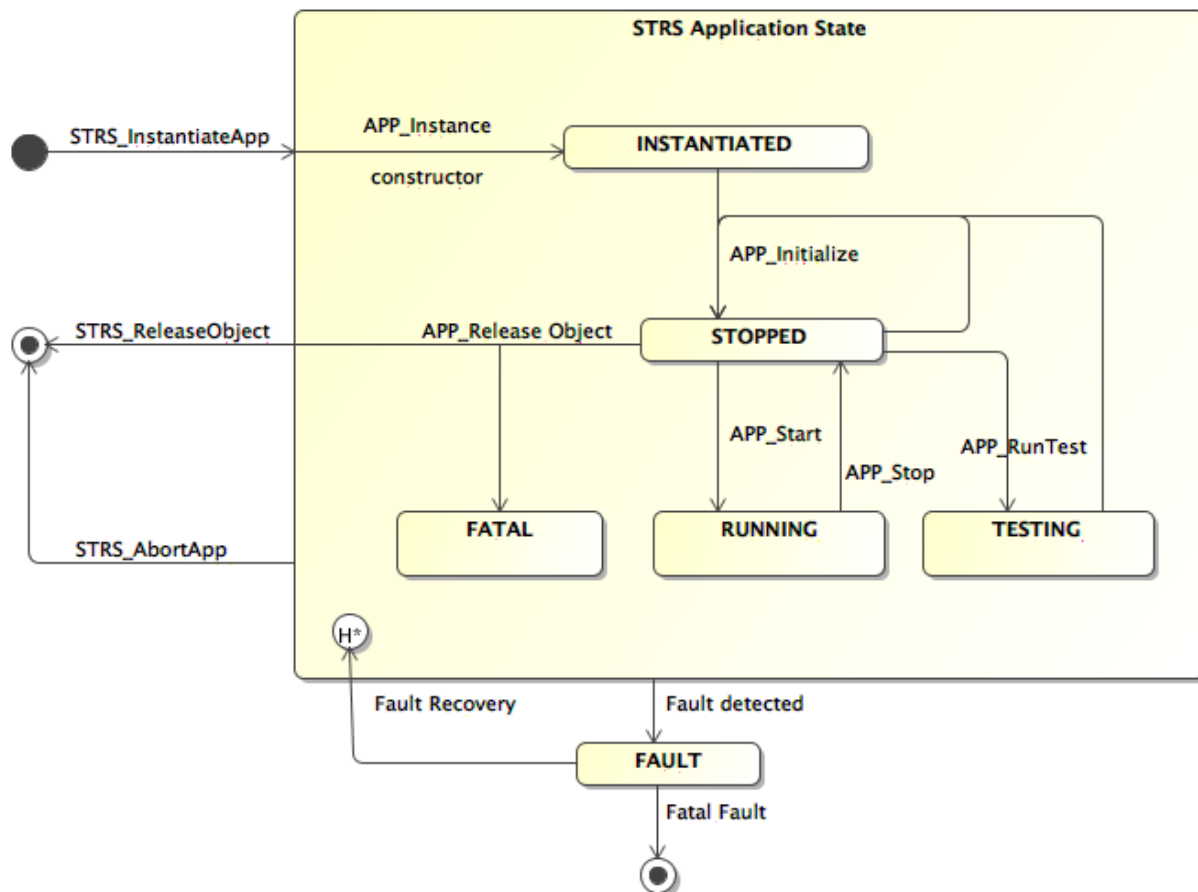 STRS Application State
STRS_InstantiateApp
APP_Instance
constructor
INSTANTIATED
APP_Initialize
STRS_ReleaseObject
APP_Release Object
STOPPED
APP_Start
APP_Stop
APP_RunTest
FATAL
RUNNING
TESTING
STRS_AbortApp
H*
Fault Recovery
Fault detected
FAULT
Fatal Fault